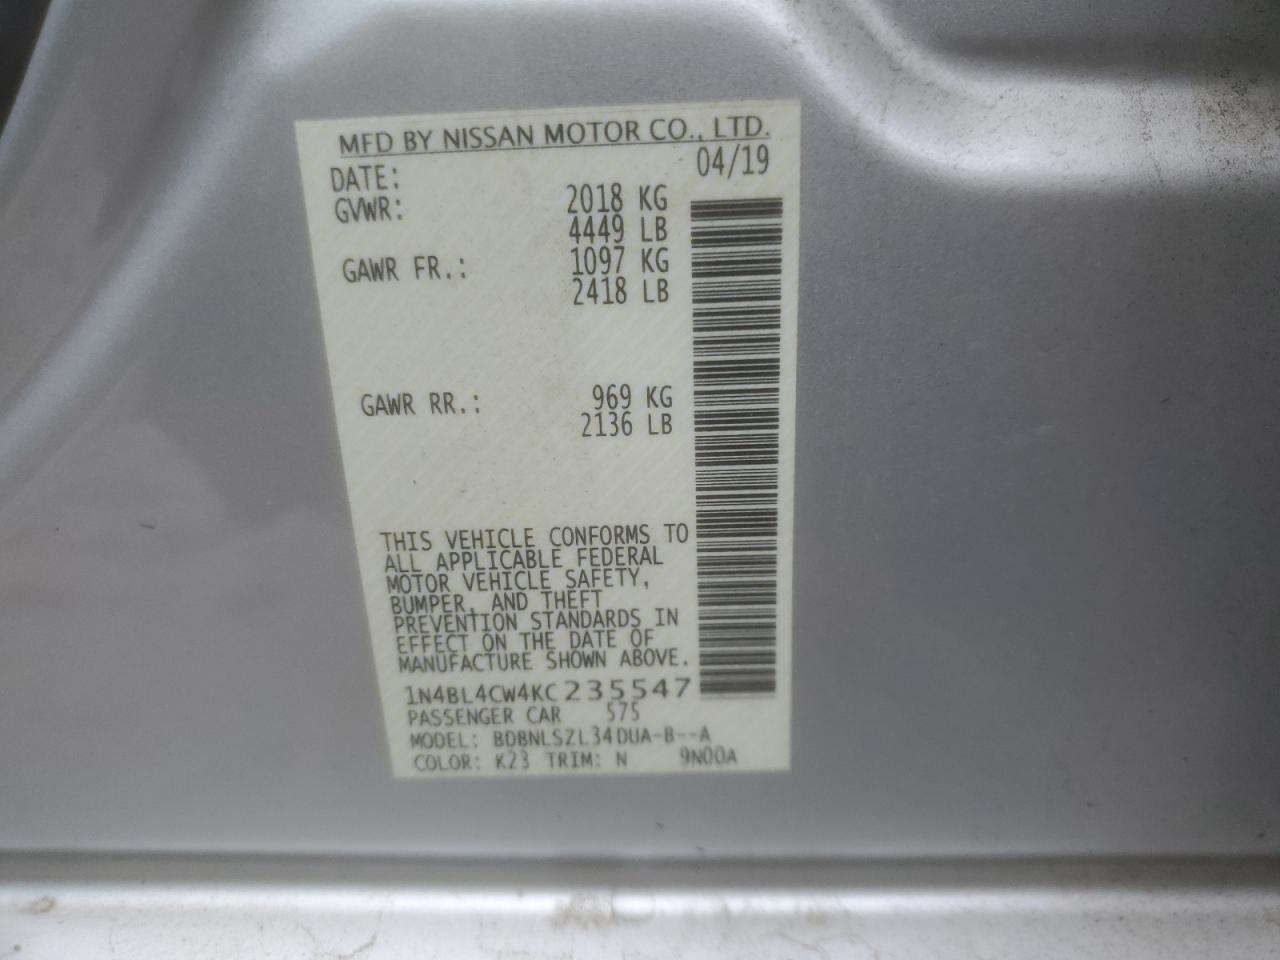 MFD BY NISSAN MOTOR CO., LTD.
DATE: 04/19
GVWR: 2018 KG
4449 LB
GAWR FR.: 1097 KG
2418 LB
GAWR RR.: 969 KG
2136 LB
THIS VEHICLE CONFORMS TO
ALL APPLICABLE FEDERAL
MOTOR VEHICLE SAFETY,
BUMPER, AND THEFT
PREVENTION STANDARDS IN
EFFECT ON THE DATE OF
MANUFACTURE SHOWN ABOVE.
1N4BL4CW4KC235547
PASSENGER CAR 575
MODEL: BDBNLSZL34DUA-B--A
COLOR: K23 TRIM: N 9N00A